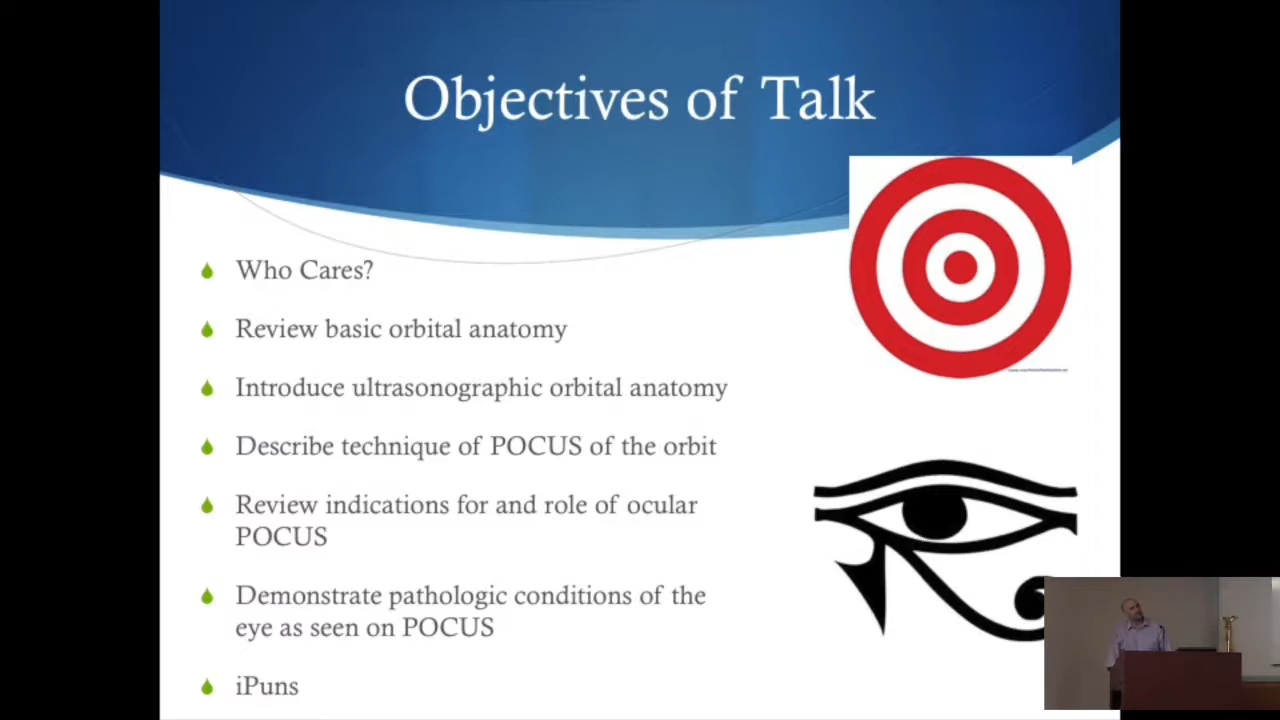 Objectives of Talk
Who Cares?
Review basic orbital anatomy
Introduce ultrasonographic orbital anatomy
Describe technique of POCUS of the orbit
Review indications for and role of ocular
POCUS
Demonstrate pathologic conditions of the
eye as seen on POCUS
iPuns